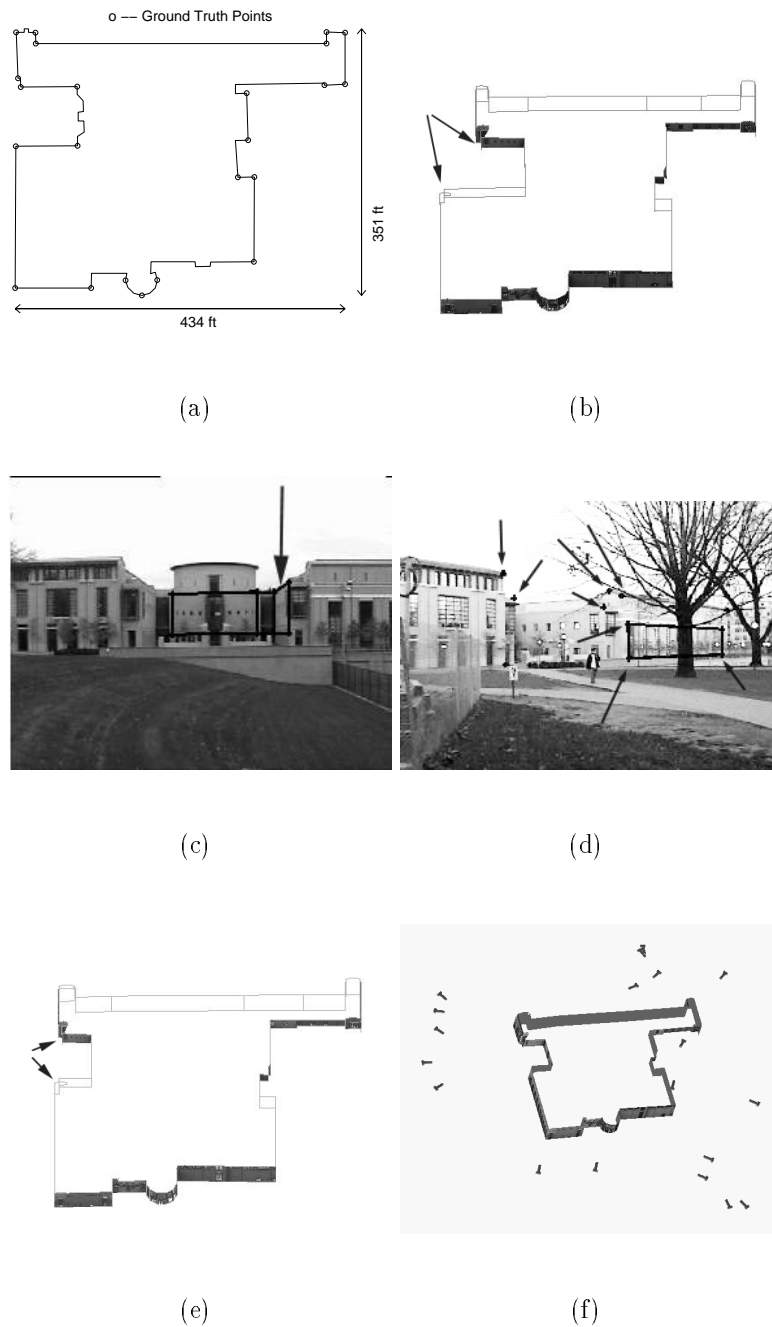 o −− Ground Truth Points
351 ft
434 ft
(a)
(b)
(c)
(d)
(e)
(f)